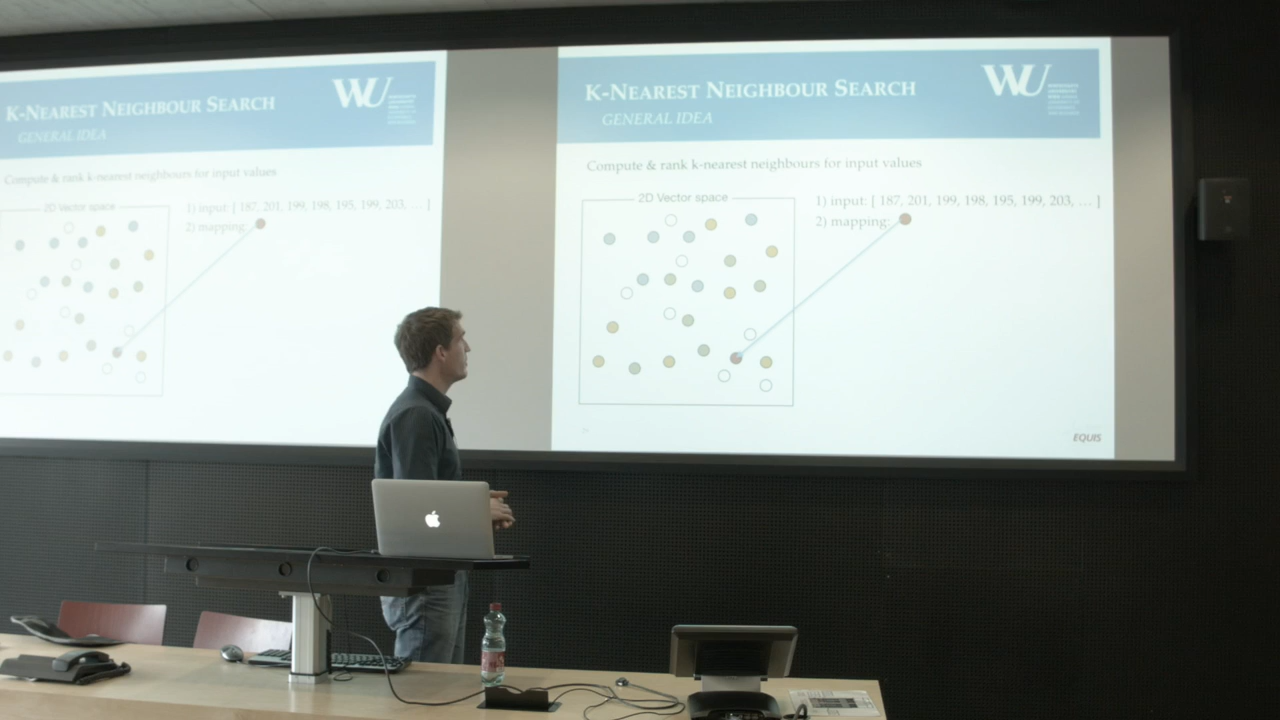 K-NEAREST NEIGHBOUR SEARCH
GENERAL IDEA
WU
Compute & rank k-nearest neighbours for input values
2D Vector space
1) input: [ 187, 201, 199, 198, 195, 199, 203, ... ]
2) mapping:
K-NEAREST NEIGHBOUR SEARCH
GENERAL IDEA
WU
Compute & rank k-nearest neighbours for input values
2D Vector space
1) input: [ 187, 201, 199, 198, 195, 199, 203, ... ]
2) mapping:
EQUIS